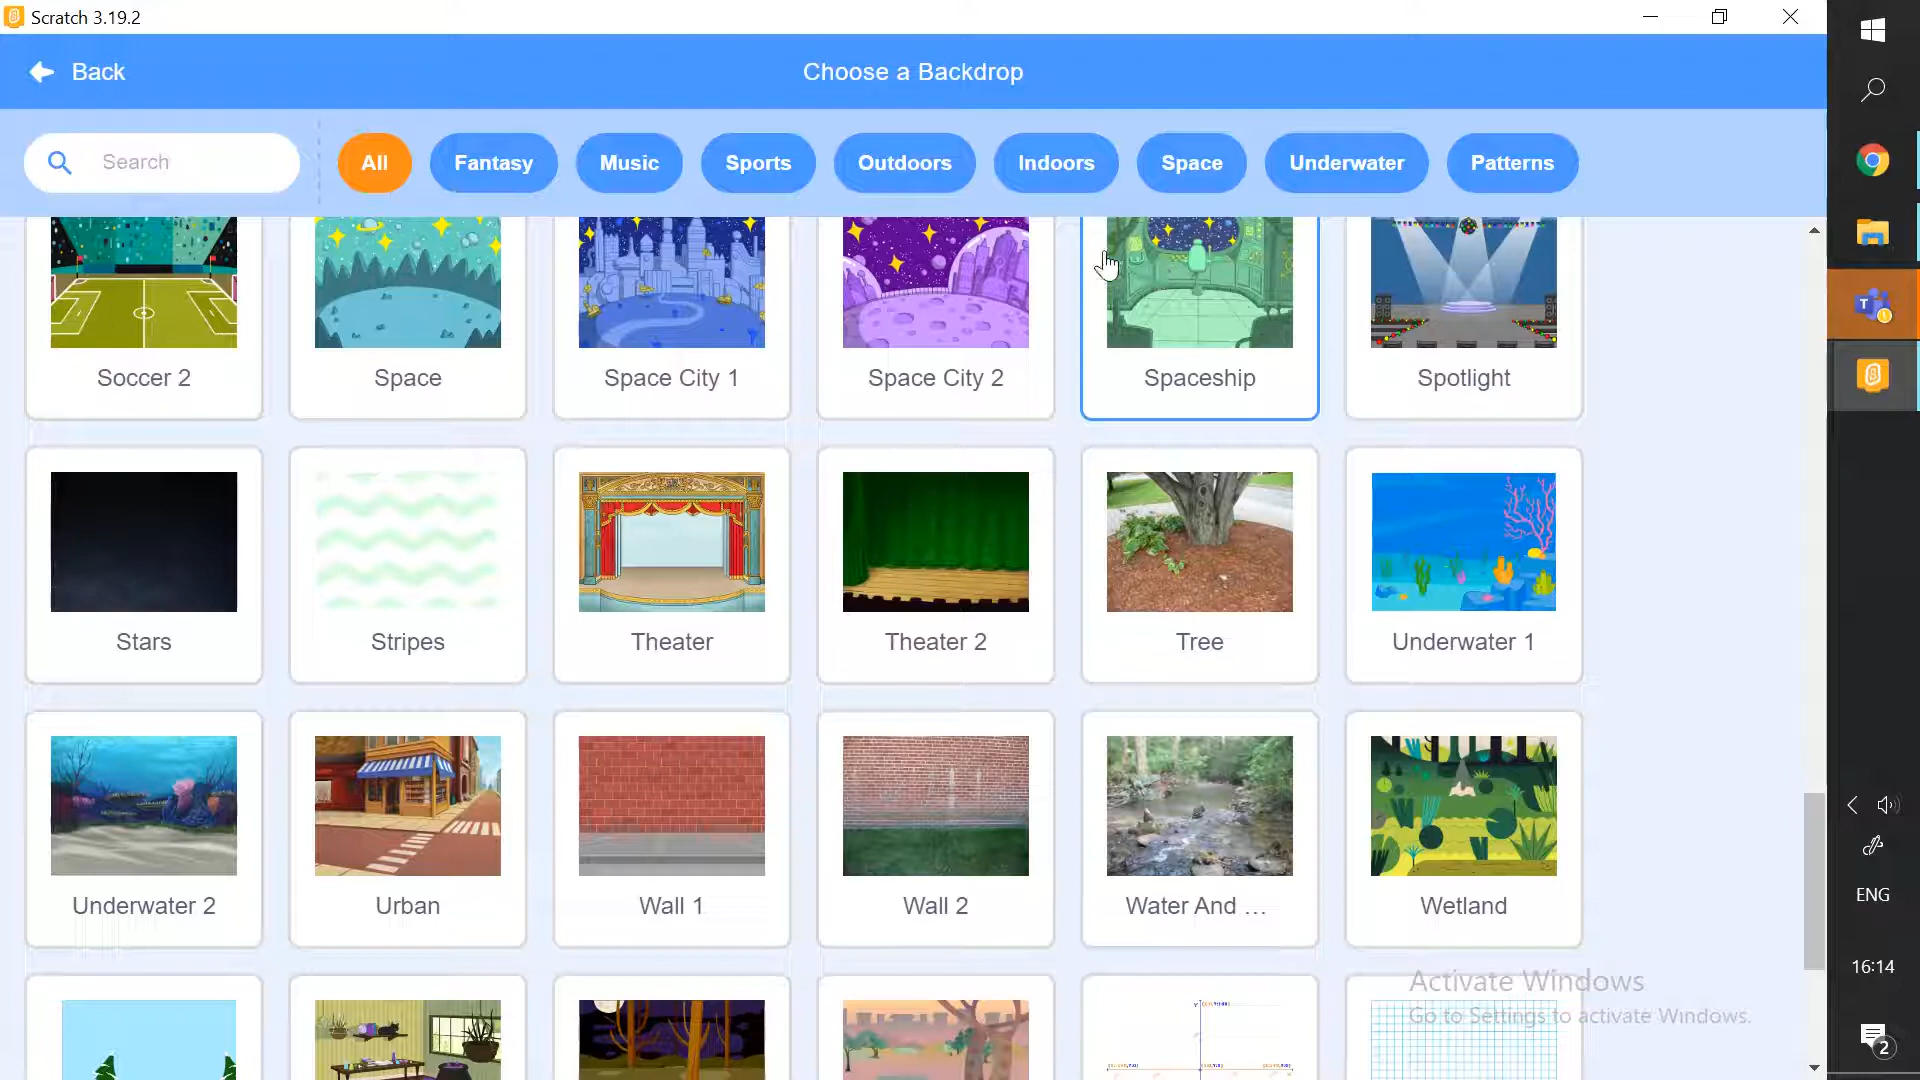 Scratch 3.19.2
Back
Choose a Backdrop
Search
All
Fantasy
Music
Sports
Outdoors
Indoors
Space
Underwater
Patterns
Soccer 2
Space
Space City 1
Space City 2
Spaceship
Spotlight
Stars
Stripes
Theater
Theater 2
Tree
Underwater 1
Underwater 2
Urban
Wall 1
Wall 2
Water And ...
Wetland
Activate Windows
Go to Settings to activate Windows.
T
ENG
16:14
2